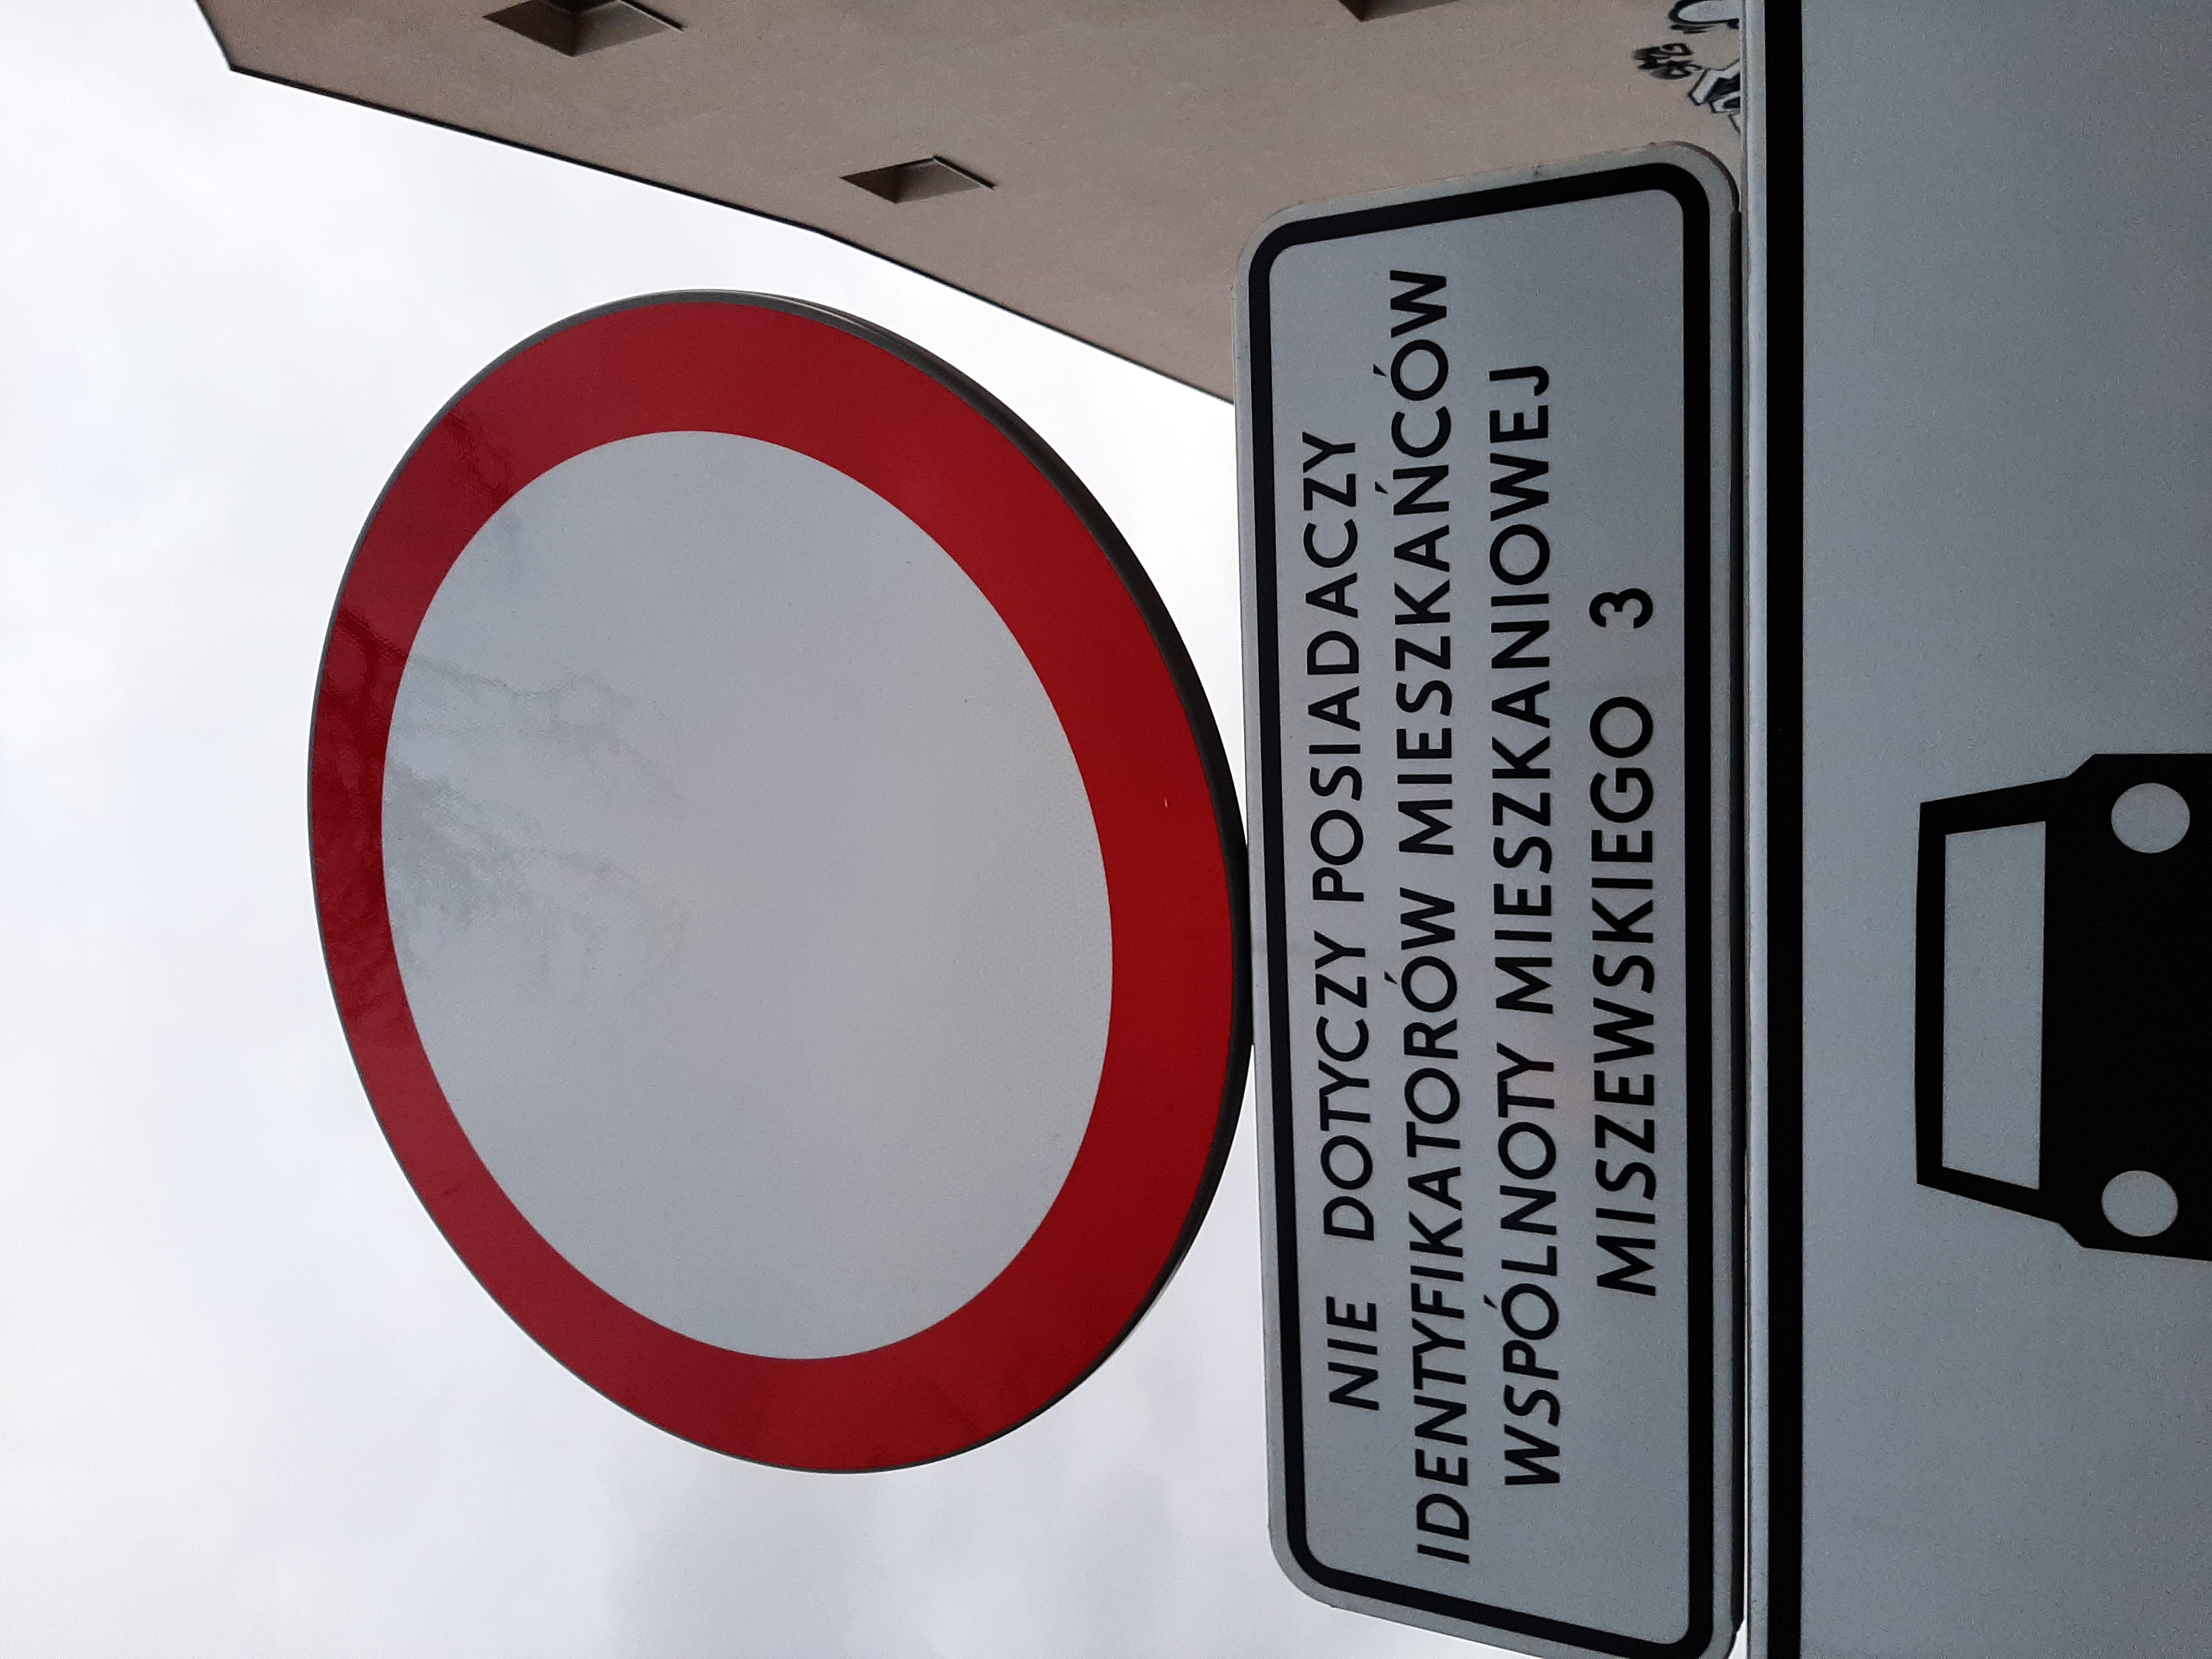 NIE DOTYCZY POSIADACZY
IDENTYFIKATORÓW MIESZKAŃCÓW
WSPÓLNOTY MIESZKANIOWEJ
MISZEWSKIEGO 3